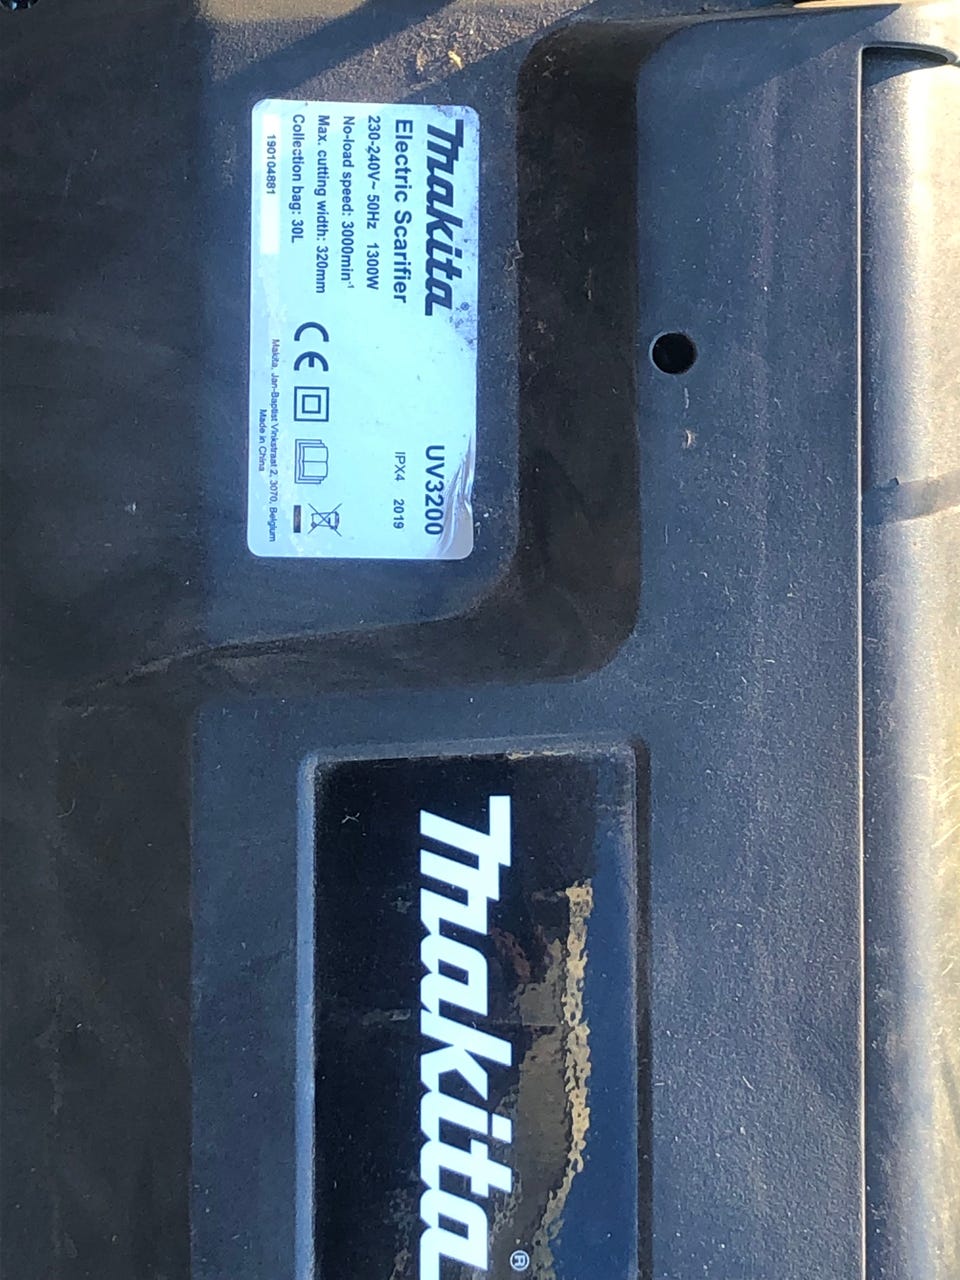 Makita®
Electric Scarifier
UV3200
230-240V~ 50Hz 1300W
IPX4 2019
No-load speed: 3000min⁻¹
Max. cutting width: 320mm
Collection bag: 30L
CE
190104881
Makita, Jan-Baptist Vinkstraat 2, 3070, Belgium
Made in China
Makita®